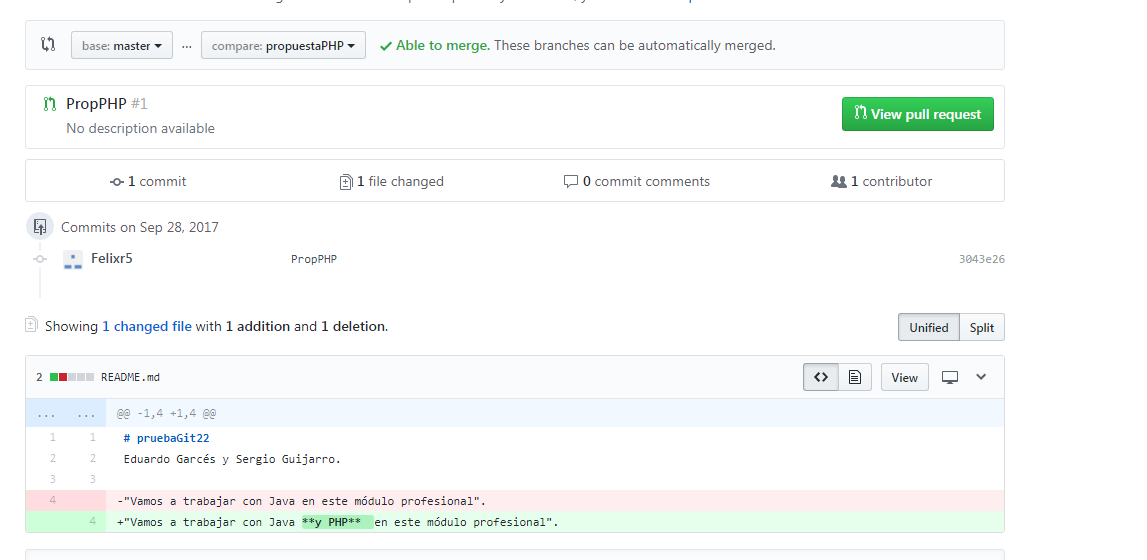 base: master ... compare: propuestaPHP Able to merge. These branches can be automatically merged.
PropPHP #1
No description available
View pull request
1 commit 1 file changed 0 commit comments 1 contributor
Commits on Sep 28, 2017
Felixr5 PropPHP 3043e26
Showing 1 changed file with 1 addition and 1 deletion.
Unified Split
2 README.md <> View
... ... @@ -1,4 +1,4 @@
1 1 # pruebaGit22
2 2 Eduardo Garcés y Sergio Guijarro.
3 3
4 -"Vamos a trabajar con Java en este módulo profesional".
4 +"Vamos a trabajar con Java **y PHP** en este módulo profesional".